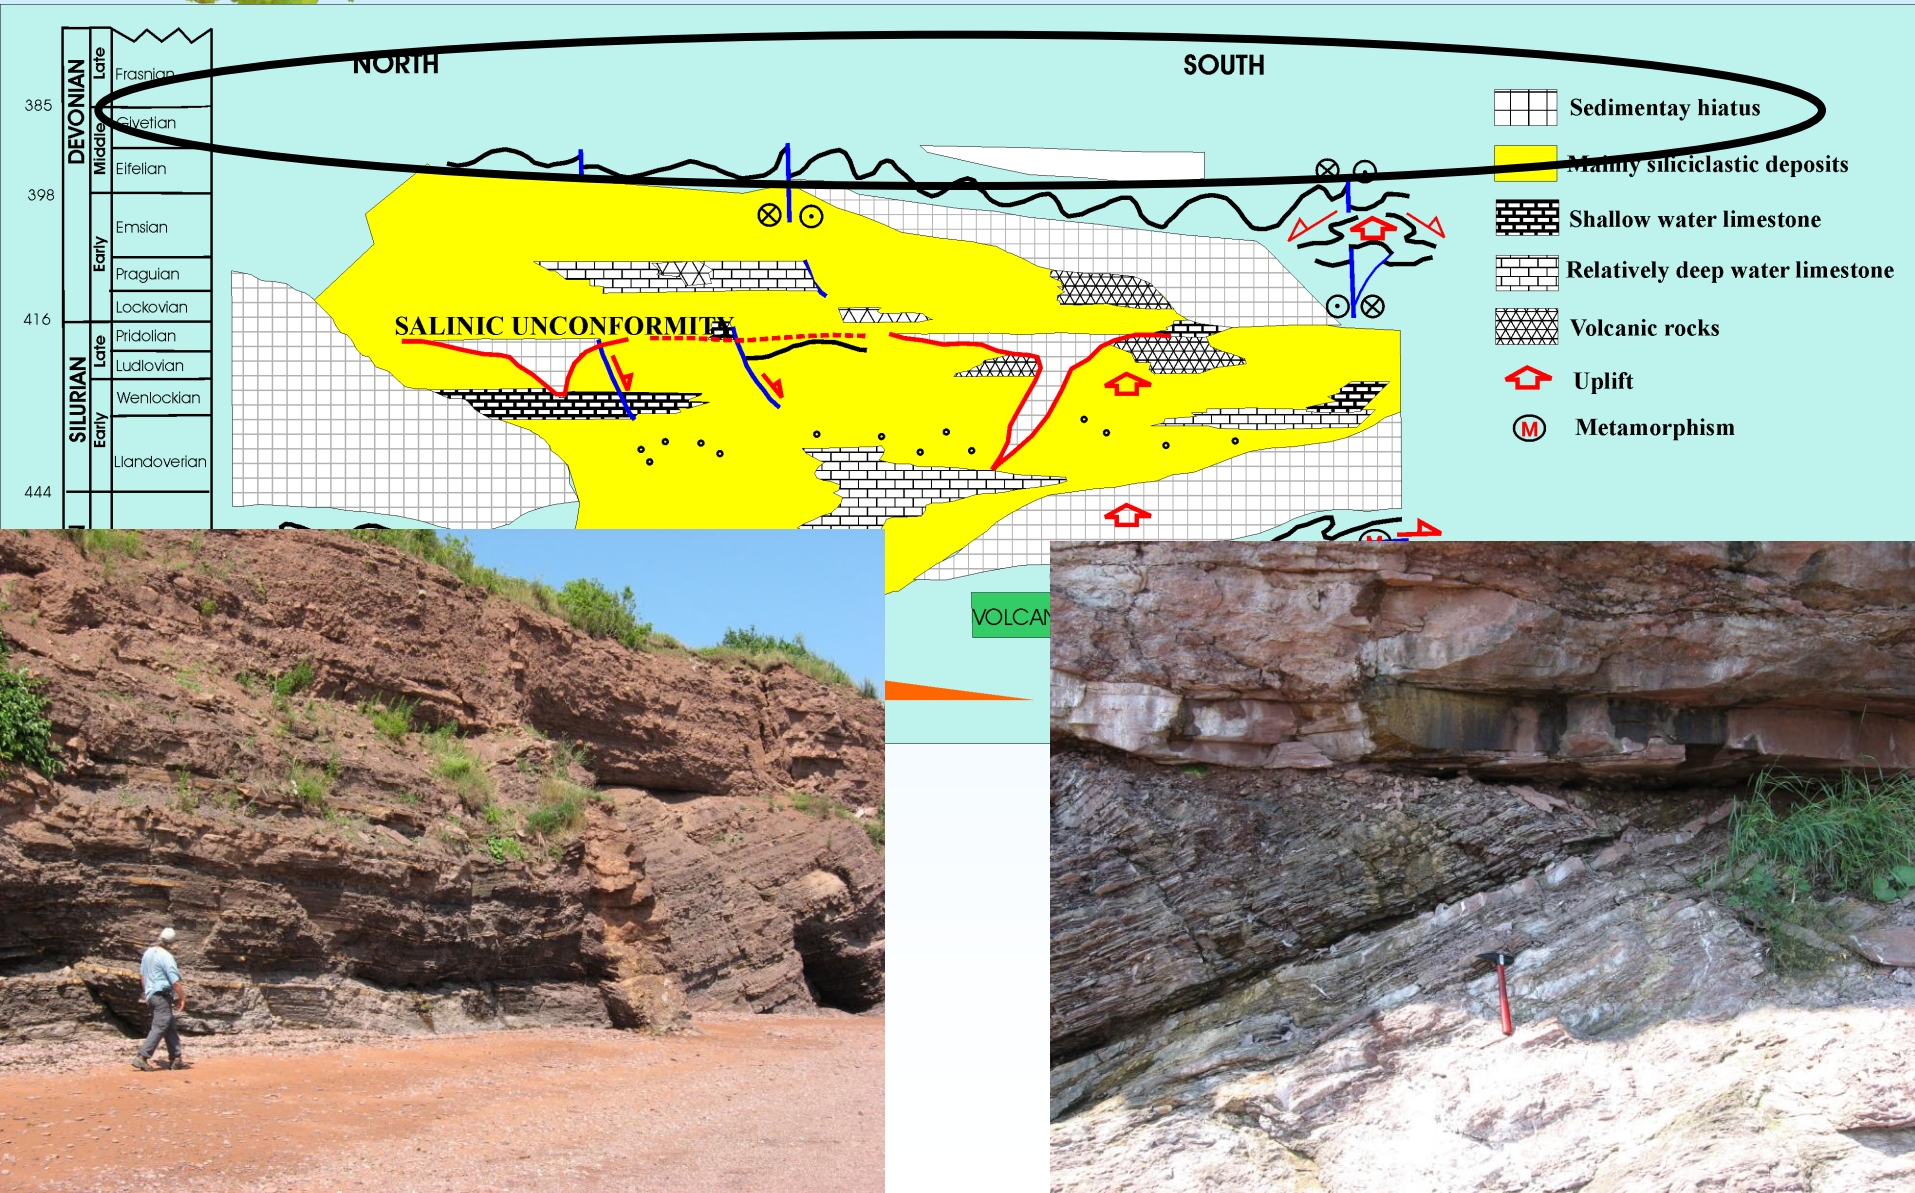 NORTH
SOUTH
DEVONIAN
Late
Middle
Early
Frasnian
385
Givetian
Eifelian
398
Emsian
Praguian
Lockovian
416
SILURIAN
Late
Early
Pridolian
Ludlovian
Wenlockian
Llandoverian
444
SALINIC UNCONFORMITY
Sedimentay hiatus
Mainly siliciclastic deposits
Shallow water limestone
Relatively deep water limestone
Volcanic rocks
Uplift
M
Metamorphism
M
VOLCAN